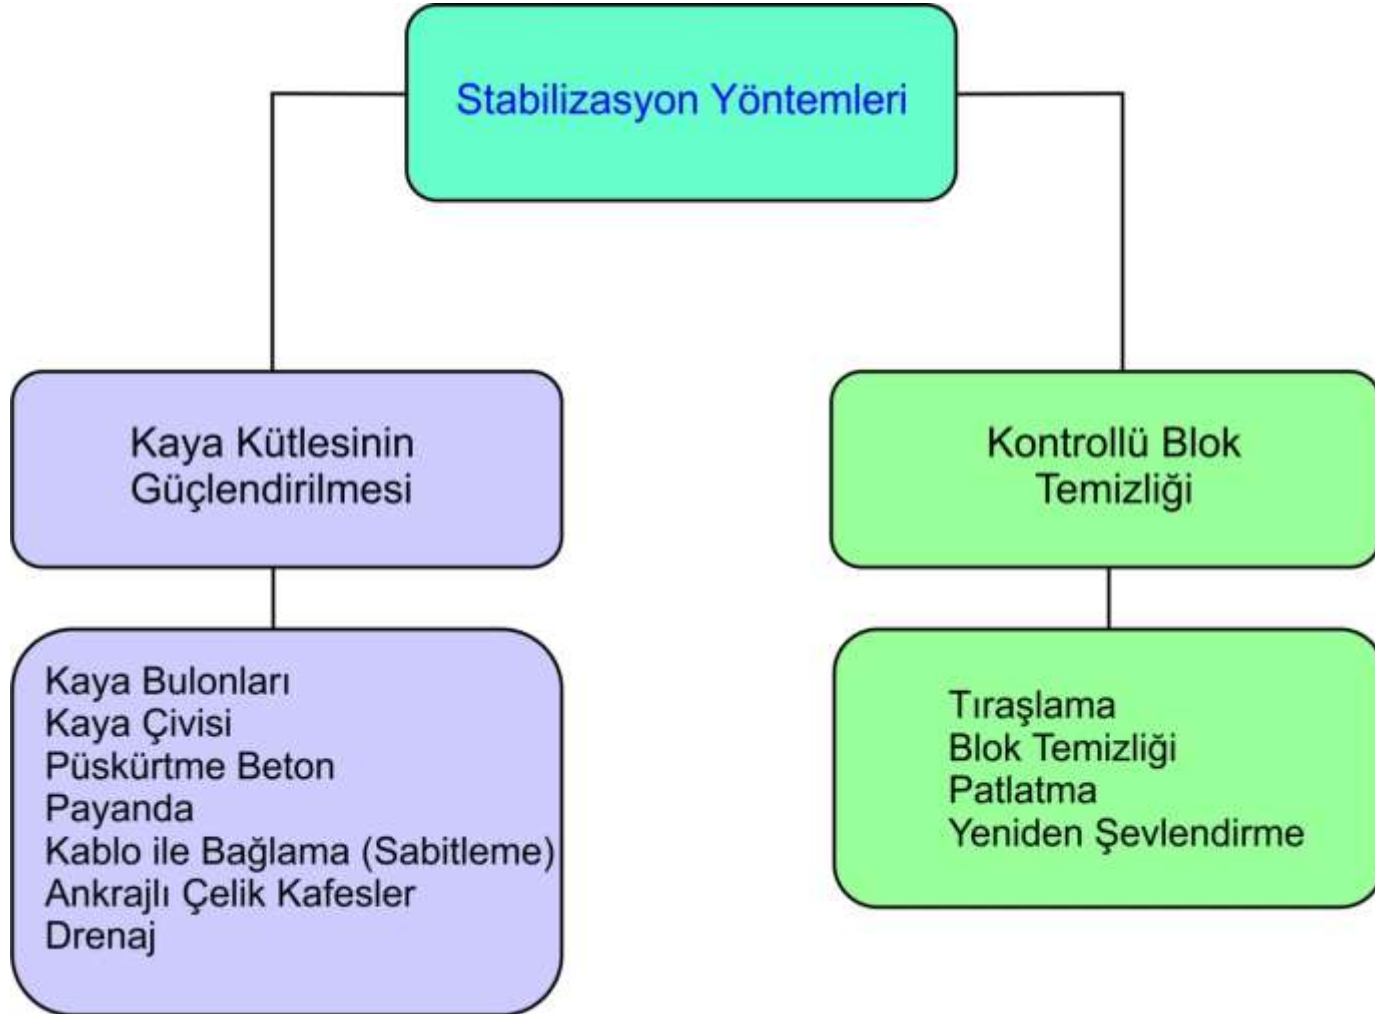 Stabilizasyon Yöntemleri
Kaya Kütlesinin
Güçlendirilmesi
Kaya Bulonları
Kaya Çivisi
Püskürtme Beton
Payanda
Kablo ile Bağlama (Sabitleme)
Ankrajlı Çelik Kafesler
Drenaj
Kontrollü Blok
Temizliği
Tıraşlama
Blok Temizliği
Patlatma
Yeniden Şevlendirme